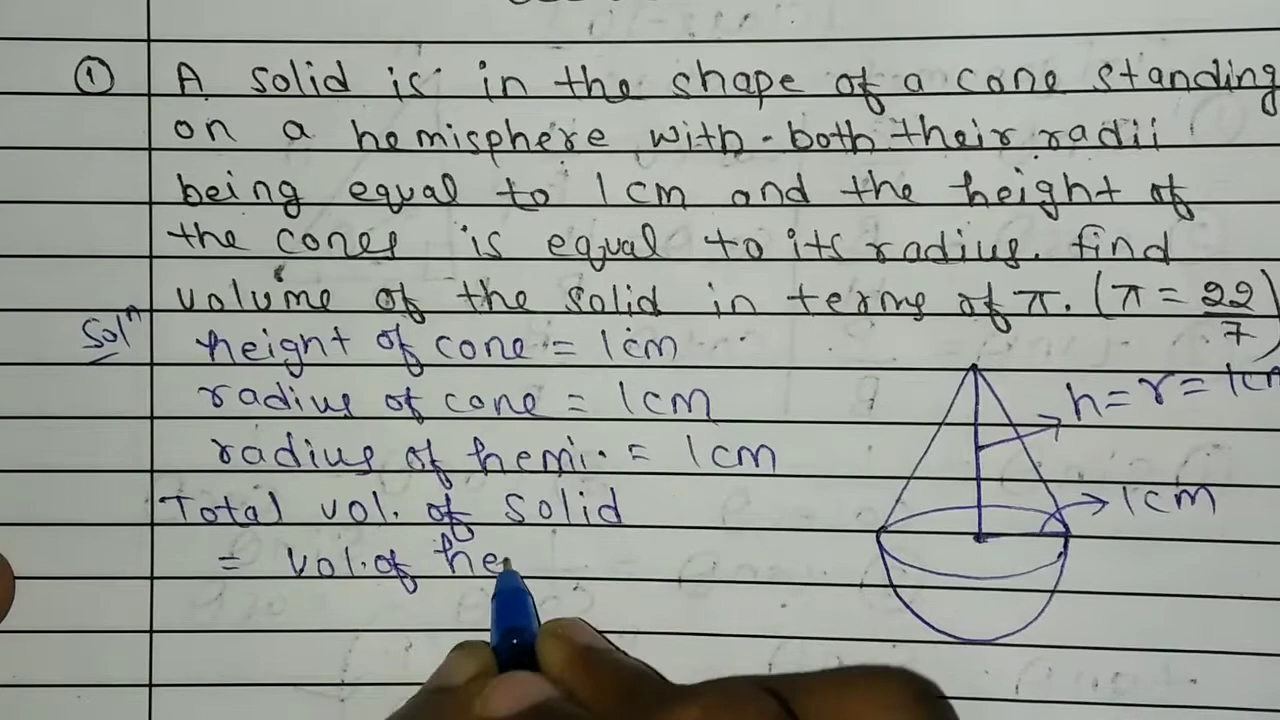 ① A solid is in the shape of a cone standing
on a hemisphere with both their radii
being equal to 1cm and the height of
the cones is equal to its radius. find
volume of the solid in terms of π. (π = 22/7)
Solⁿ height of cone = 1cm
radius of cone = 1cm
h = r = 1cm
radius of hemi. = 1cm
Total vol. of solid
1cm
= vol. of he